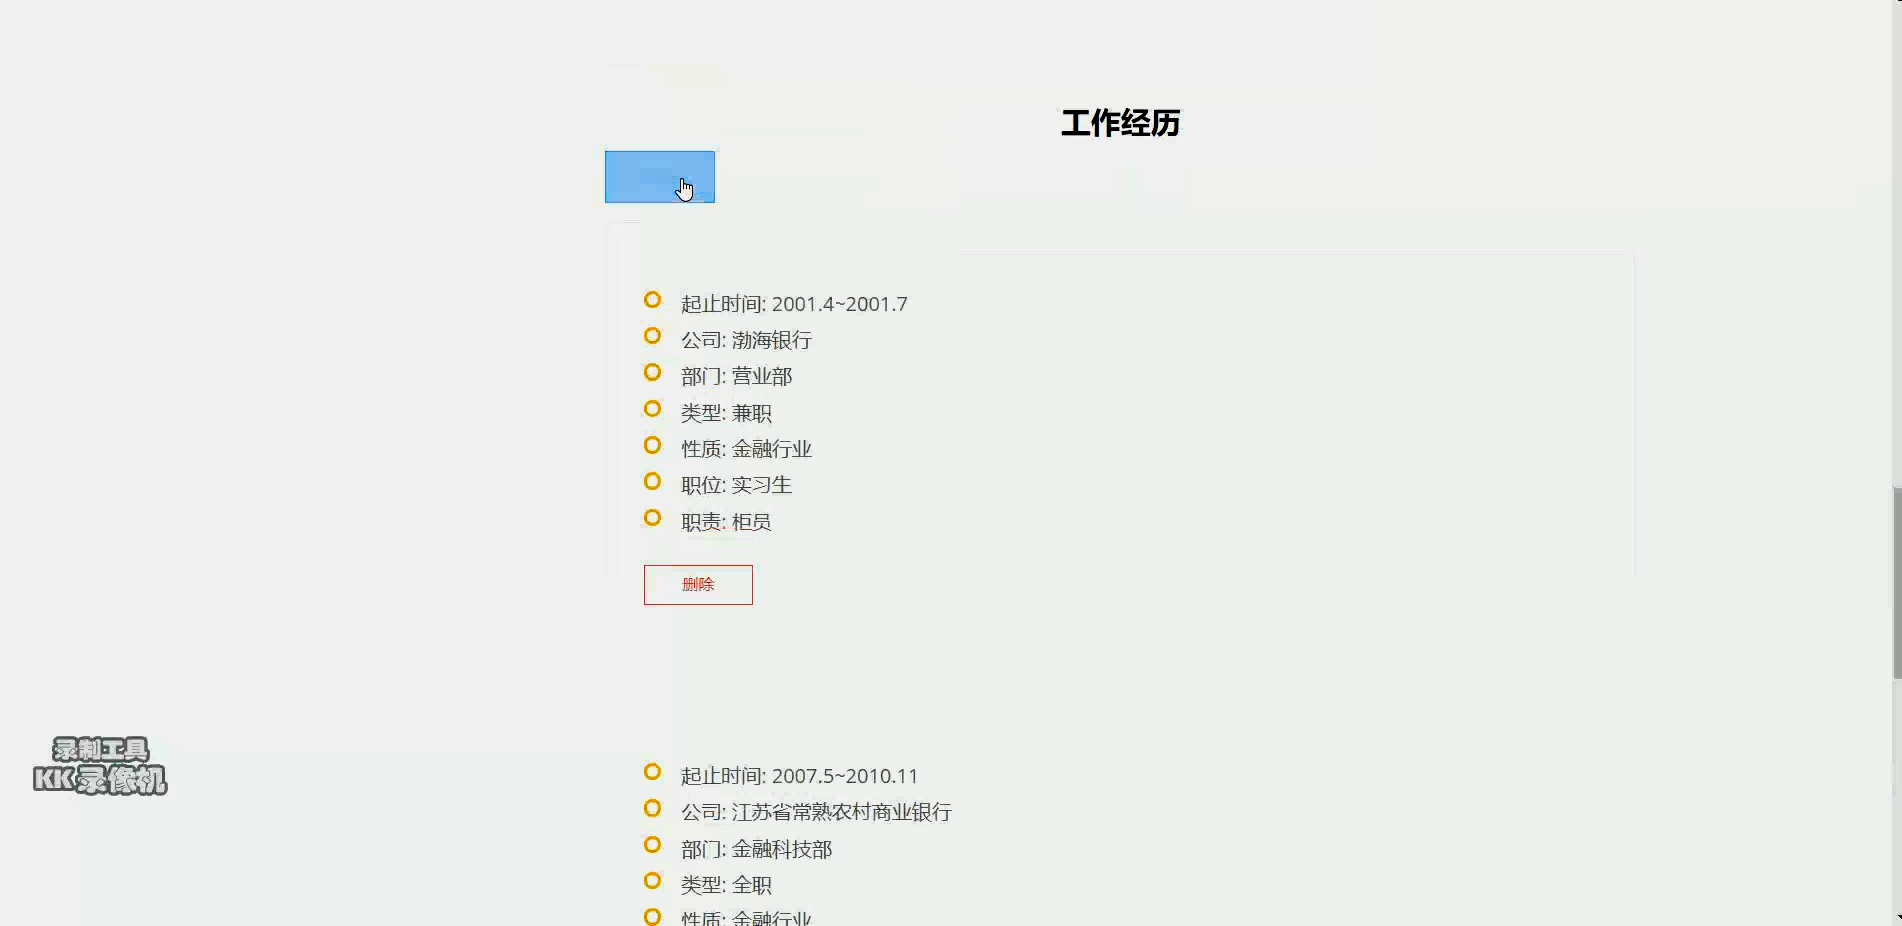 工作经历
起止时间: 2001.4~2001.7
公司: 渤海银行
部门: 营业部
类型: 兼职
性质: 金融行业
职位: 实习生
职责: 柜员
删除
起止时间: 2007.5~2010.11
公司: 江苏省常熟农村商业银行
部门: 金融科技部
类型: 全职
性质: 金融行业
录制工具
KK录像机